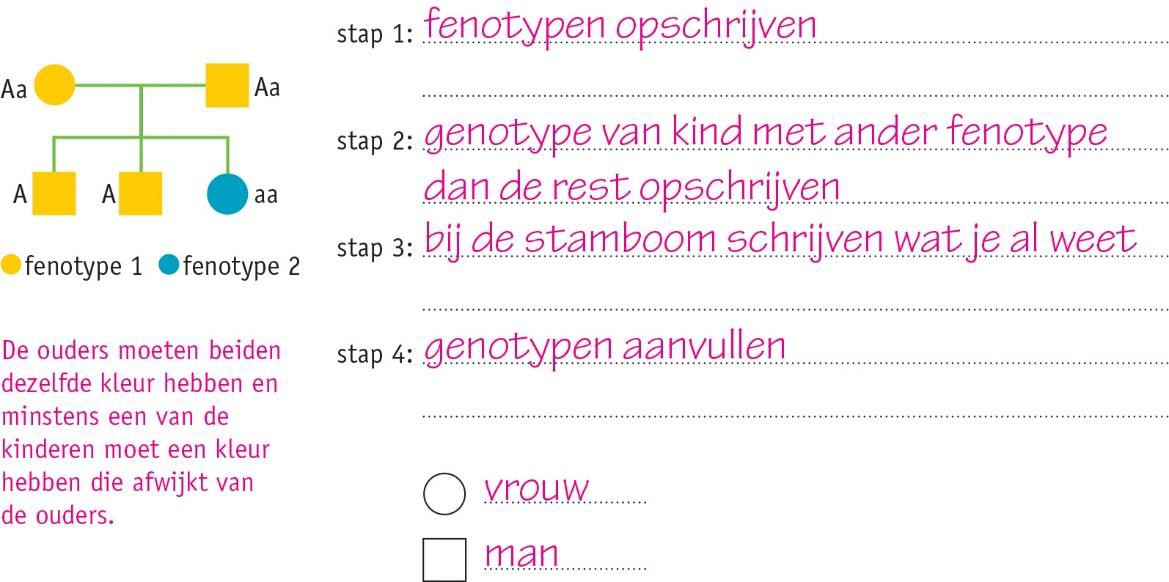 Aa
Aa
A
A
aa
fenotype 1 fenotype 2
De ouders moeten beiden
dezelfde kleur hebben en
minstens een van de
kinderen moet een kleur
hebben die afwijkt van
de ouders.
stap 1: fenotypen opschrijven
stap 2: genotype van kind met ander fenotype
dan de rest opschrijven
stap 3: bij de stamboom schrijven wat je al weet
stap 4: genotypen aanvullen
vrouw
man